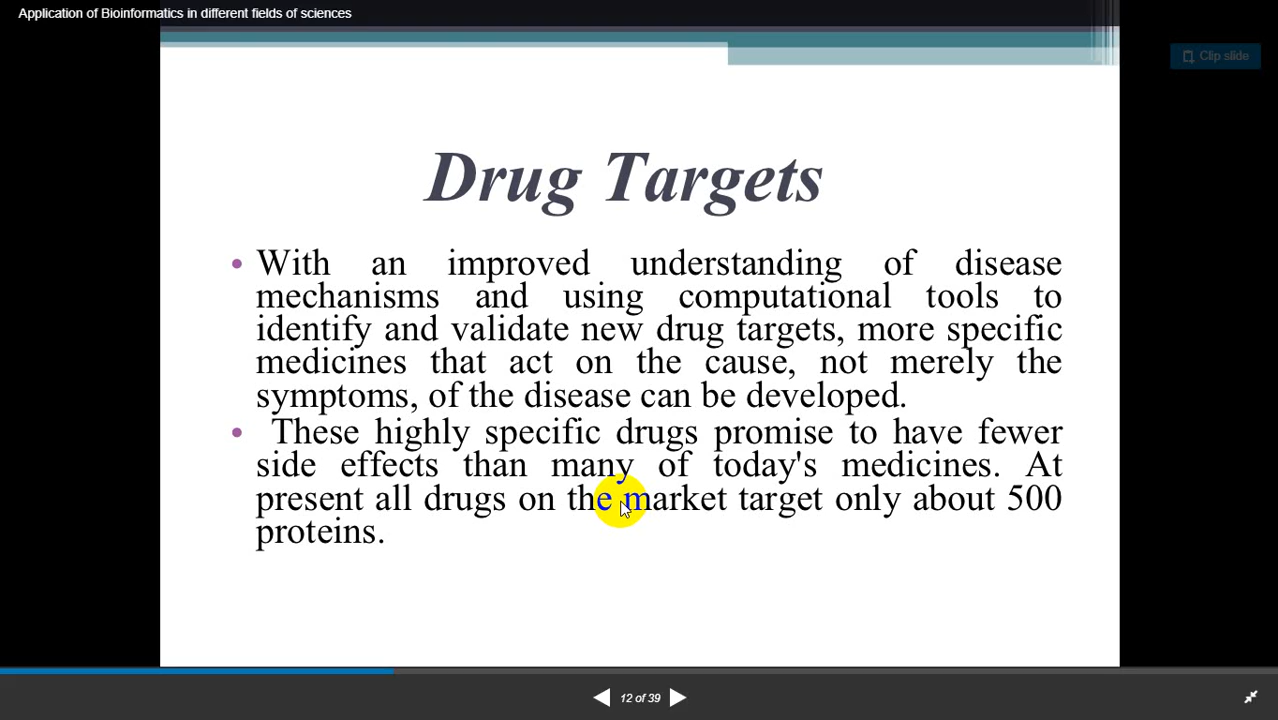 Application of Bioinformatics in different fields of sciences
Clip slide
Drug Targets
• With an improved understanding of disease
mechanisms and using computational tools to
identify and validate new drug targets, more specific
medicines that act on the cause, not merely the
symptoms, of the disease can be developed.
• These highly specific drugs promise to have fewer
side effects than many of today's medicines. At
present all drugs on the market target only about 500
proteins.
12 of 39